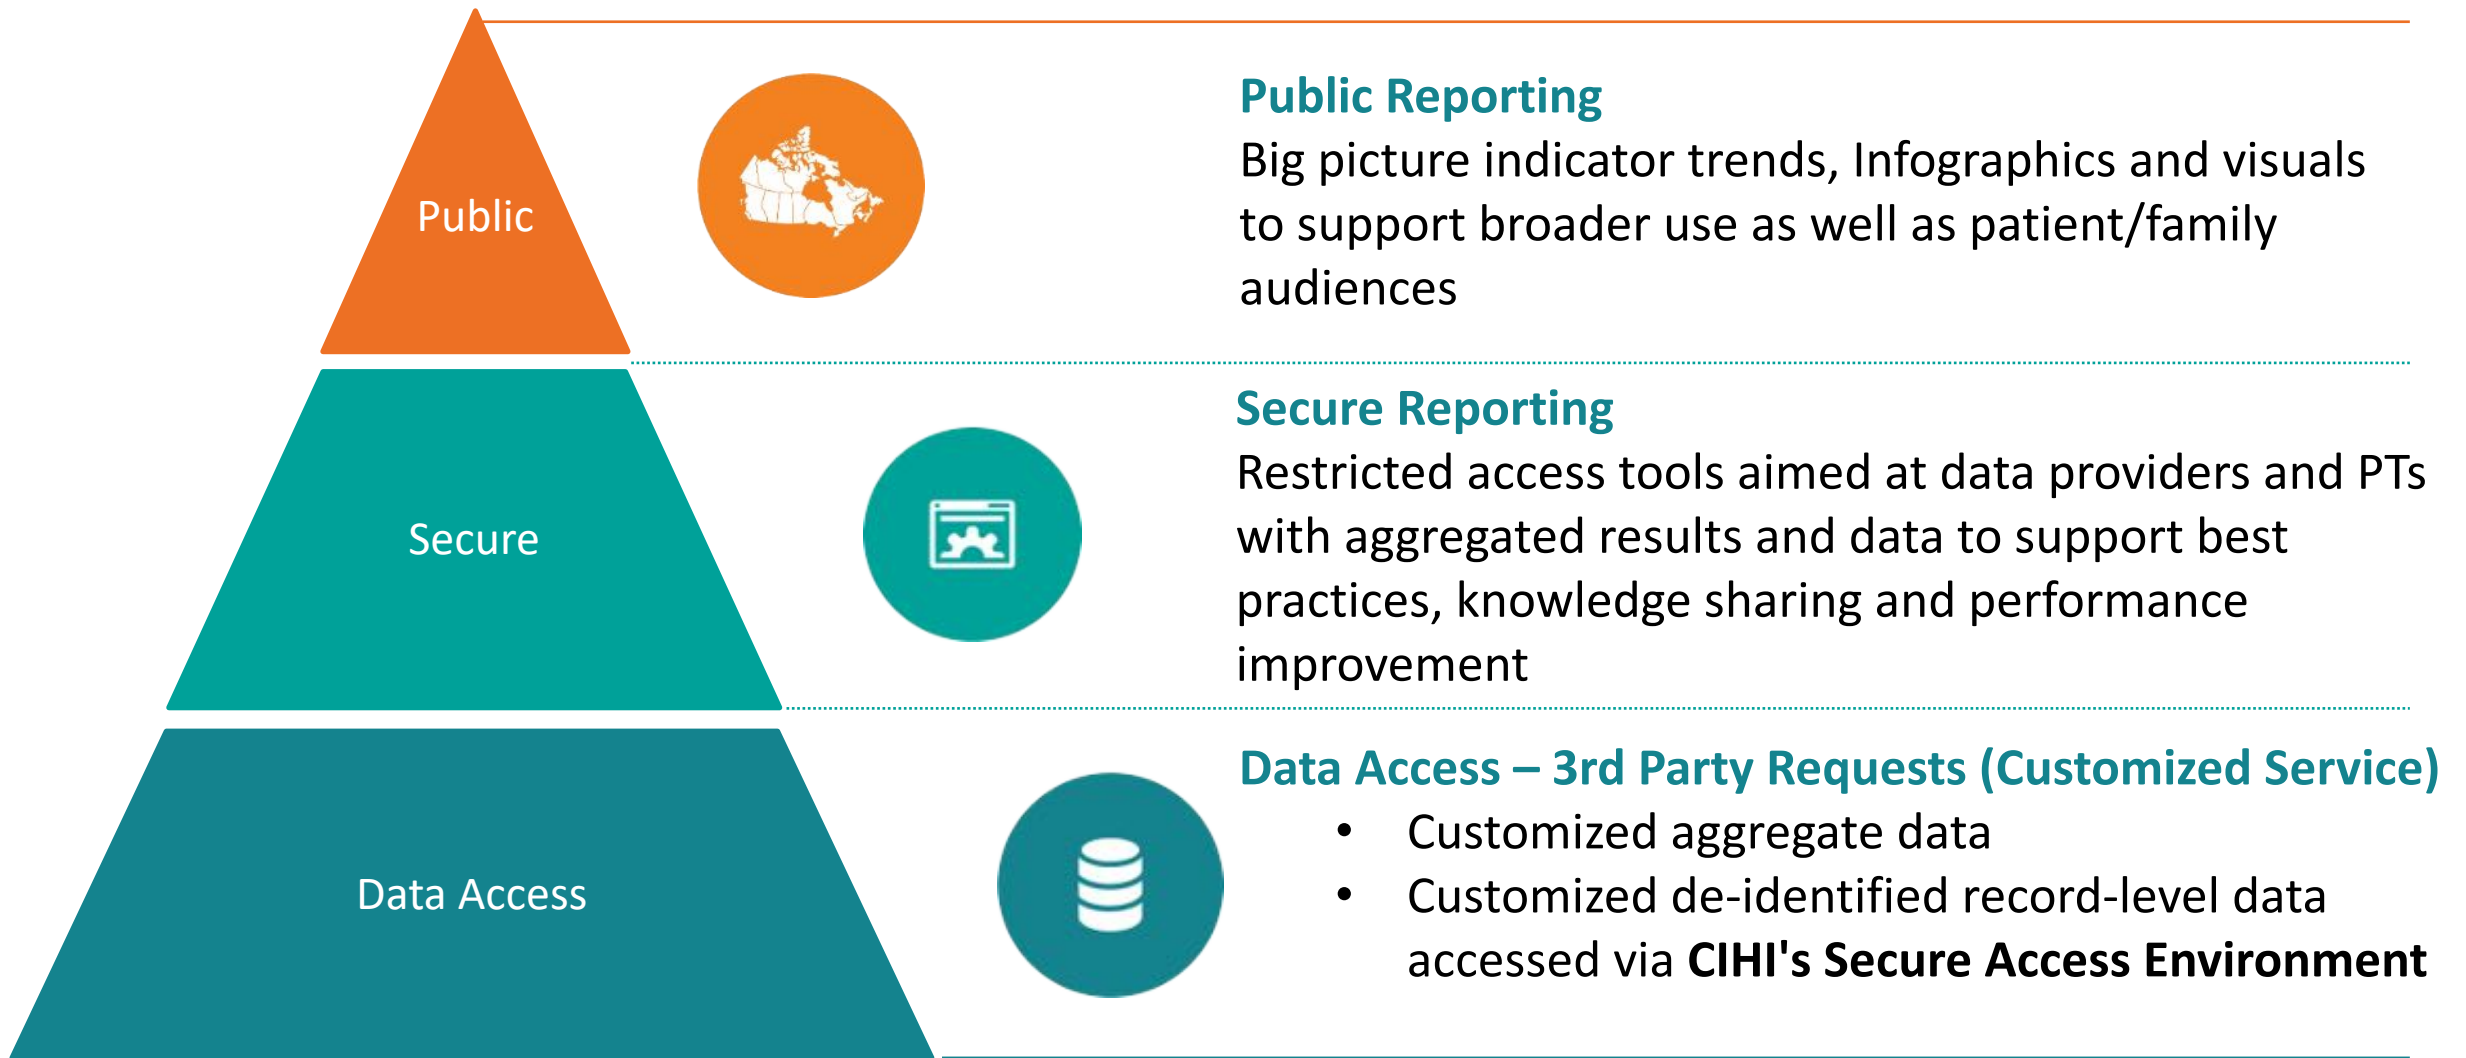 Public
Public Reporting
Big picture indicator trends, Infographics and visuals
to support broader use as well as patient/family
audiences
Secure
Secure Reporting
Restricted access tools aimed at data providers and PTs
with aggregated results and data to support best
practices, knowledge sharing and performance
improvement
Data Access
Data Access – 3rd Party Requests (Customized Service)
• Customized aggregate data
• Customized de-identified record-level data
accessed via CIHI's Secure Access Environment